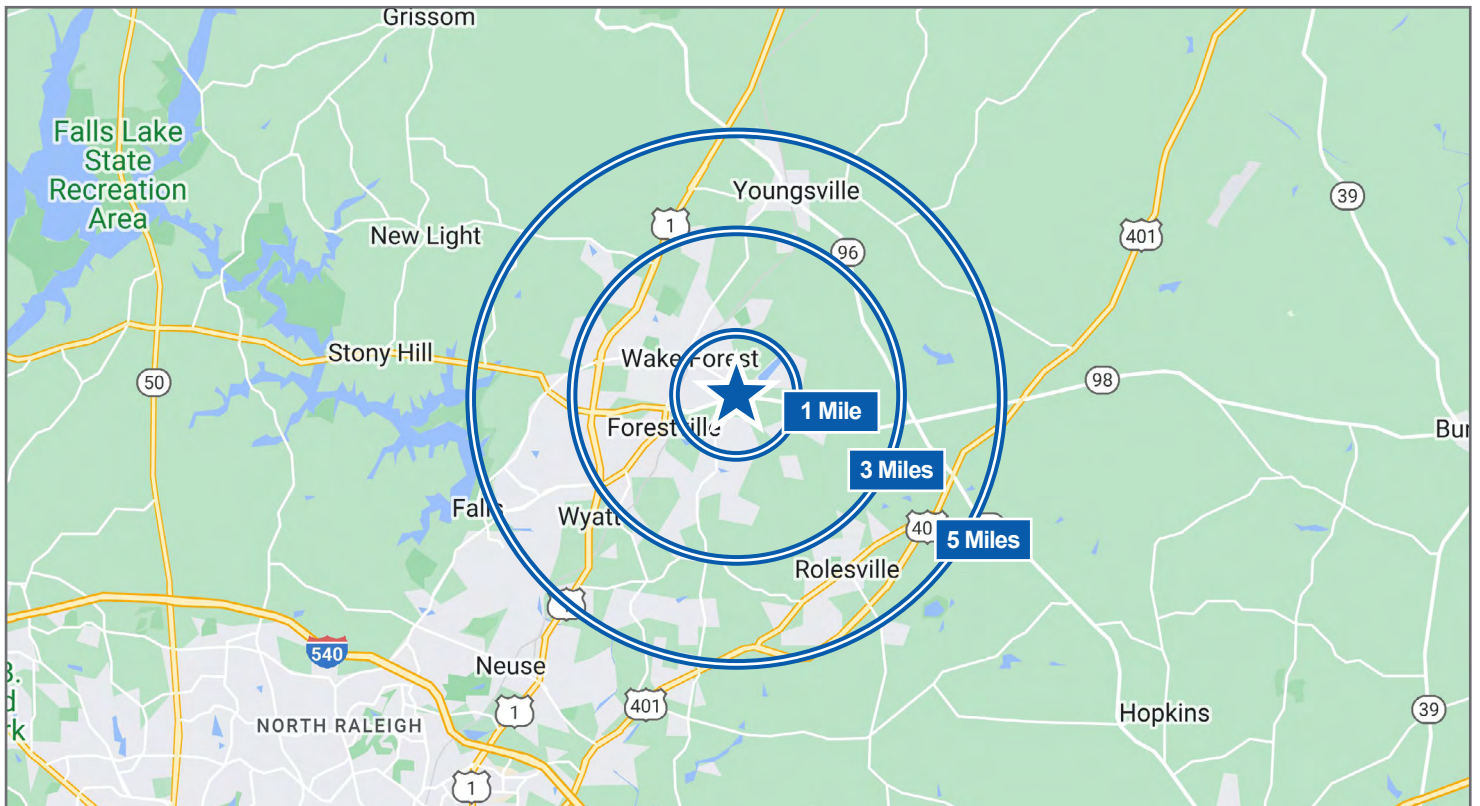 Grissom
Falls Lake
State
Recreation
Area
Youngsville
39
New Light
1
401
96
Stony Hill
Wake Forest
50
98
1 Mile
Forestville
3 Miles
Falls
Wyatt
5 Miles
Rolesville
540
Neuse
401
1
NORTH RALEIGH
Hopkins
39
1